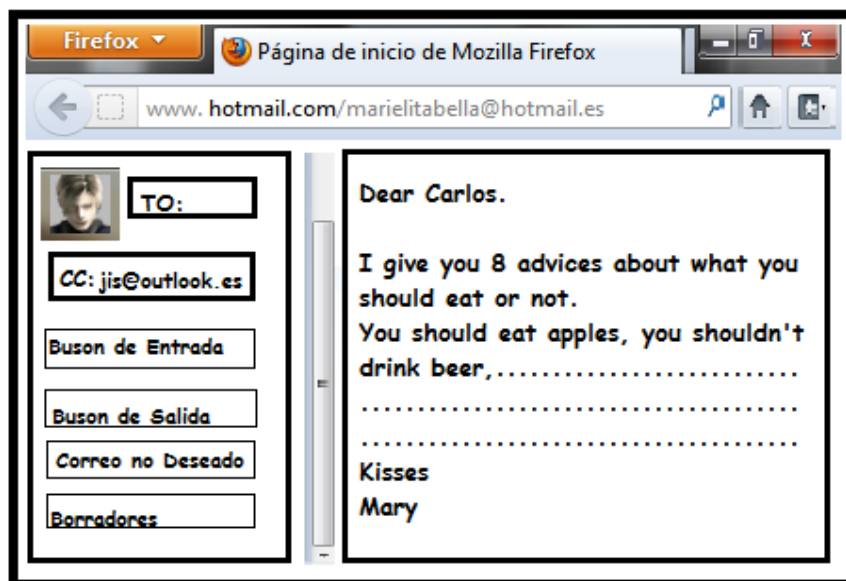 Firefox
Página de inicio de Mozilla Firefox
www. hotmail.com/marielitabella@hotmail.es
TO:
CC: jis@outlook.es
Buson de Entrada
Buson de Salida
Correo no Deseado
Borradores
Dear Carlos.
I give you 8 advices about what you
should eat or not.
You should eat apples, you shouldn't
drink beer,...........................
.......................................
.......................................
Kisses
Mary